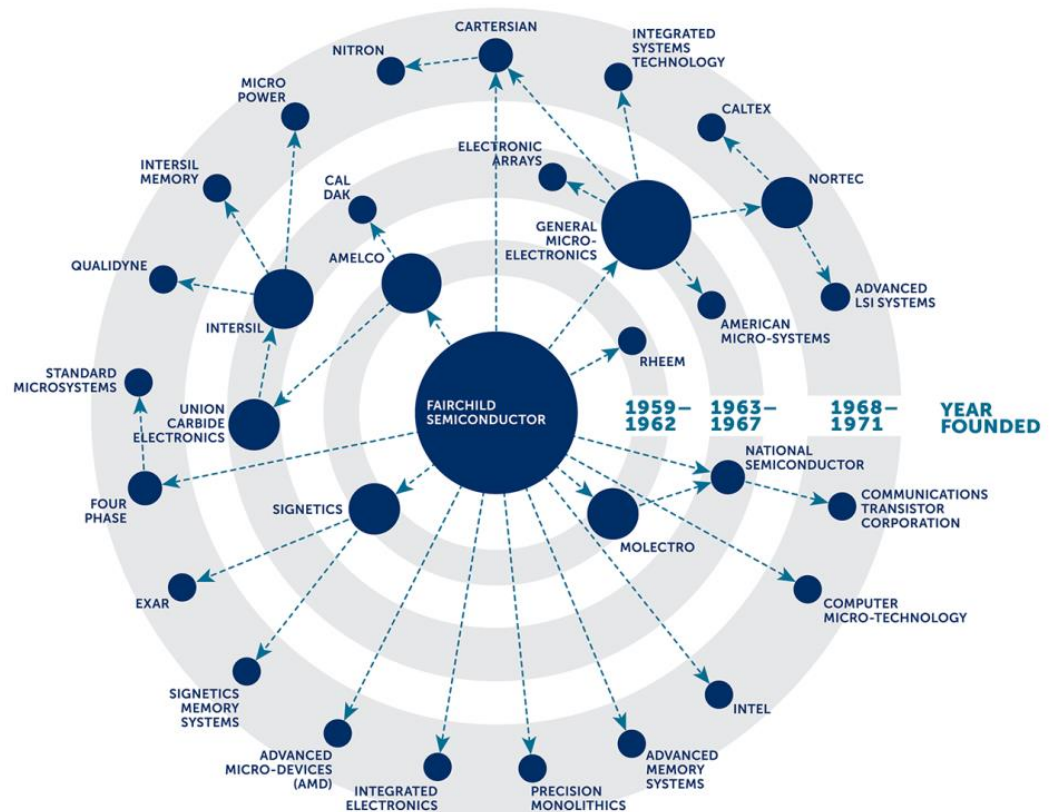 CARTERSIAN
NITRON
INTEGRATED
SYSTEMS
TECHNOLOGY
MICRO
POWER
CALTEX
ELECTRONIC
ARRAYS
INTERSIL
MEMORY
CAL
DAK
NORTEC
GENERAL
MICRO-
ELECTRONICS
AMELCO
QUALIDYNE
ADVANCED
LSI SYSTEMS
INTERSIL
AMERICAN
MICRO-SYSTEMS
RHEEM
STANDARD
MICROSYSTEMS
UNION
CARBIDE
ELECTRONICS
FAIRCHILD
SEMICONDUCTOR
1959–
1962
1963–
1967
1968–
1971
YEAR
FOUNDED
NATIONAL
SEMICONDUCTOR
FOUR
PHASE
SIGNETICS
COMMUNICATIONS
TRANSISTOR
CORPORATION
MOLECTRO
EXAR
COMPUTER
MICRO-TECHNOLOGY
SIGNETICS
MEMORY
SYSTEMS
INTEL
ADVANCED
MICRO-DEVICES
(AMD)
INTEGRATED
ELECTRONICS
PRECISION
MONOLITHICS
ADVANCED
MEMORY
SYSTEMS